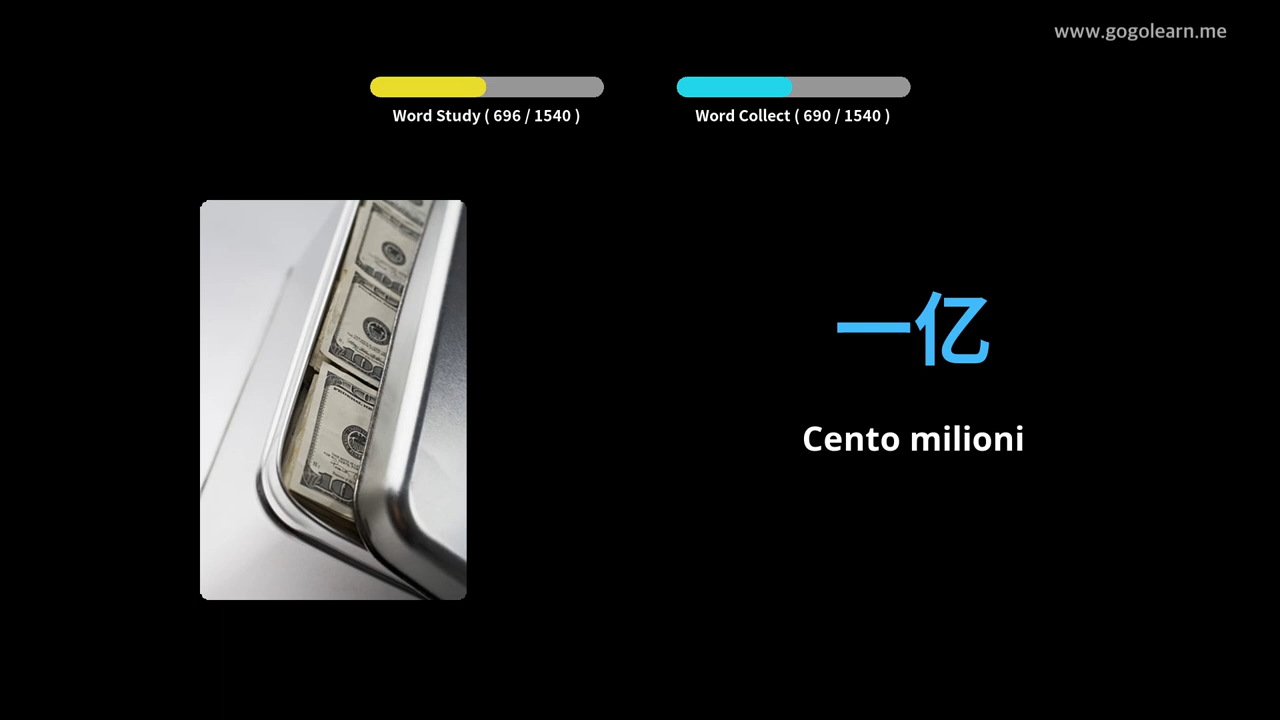 www.gogolearn.me
Word Study ( 696 / 1540 )
Word Collect ( 690 / 1540 )
一亿
Cento milioni